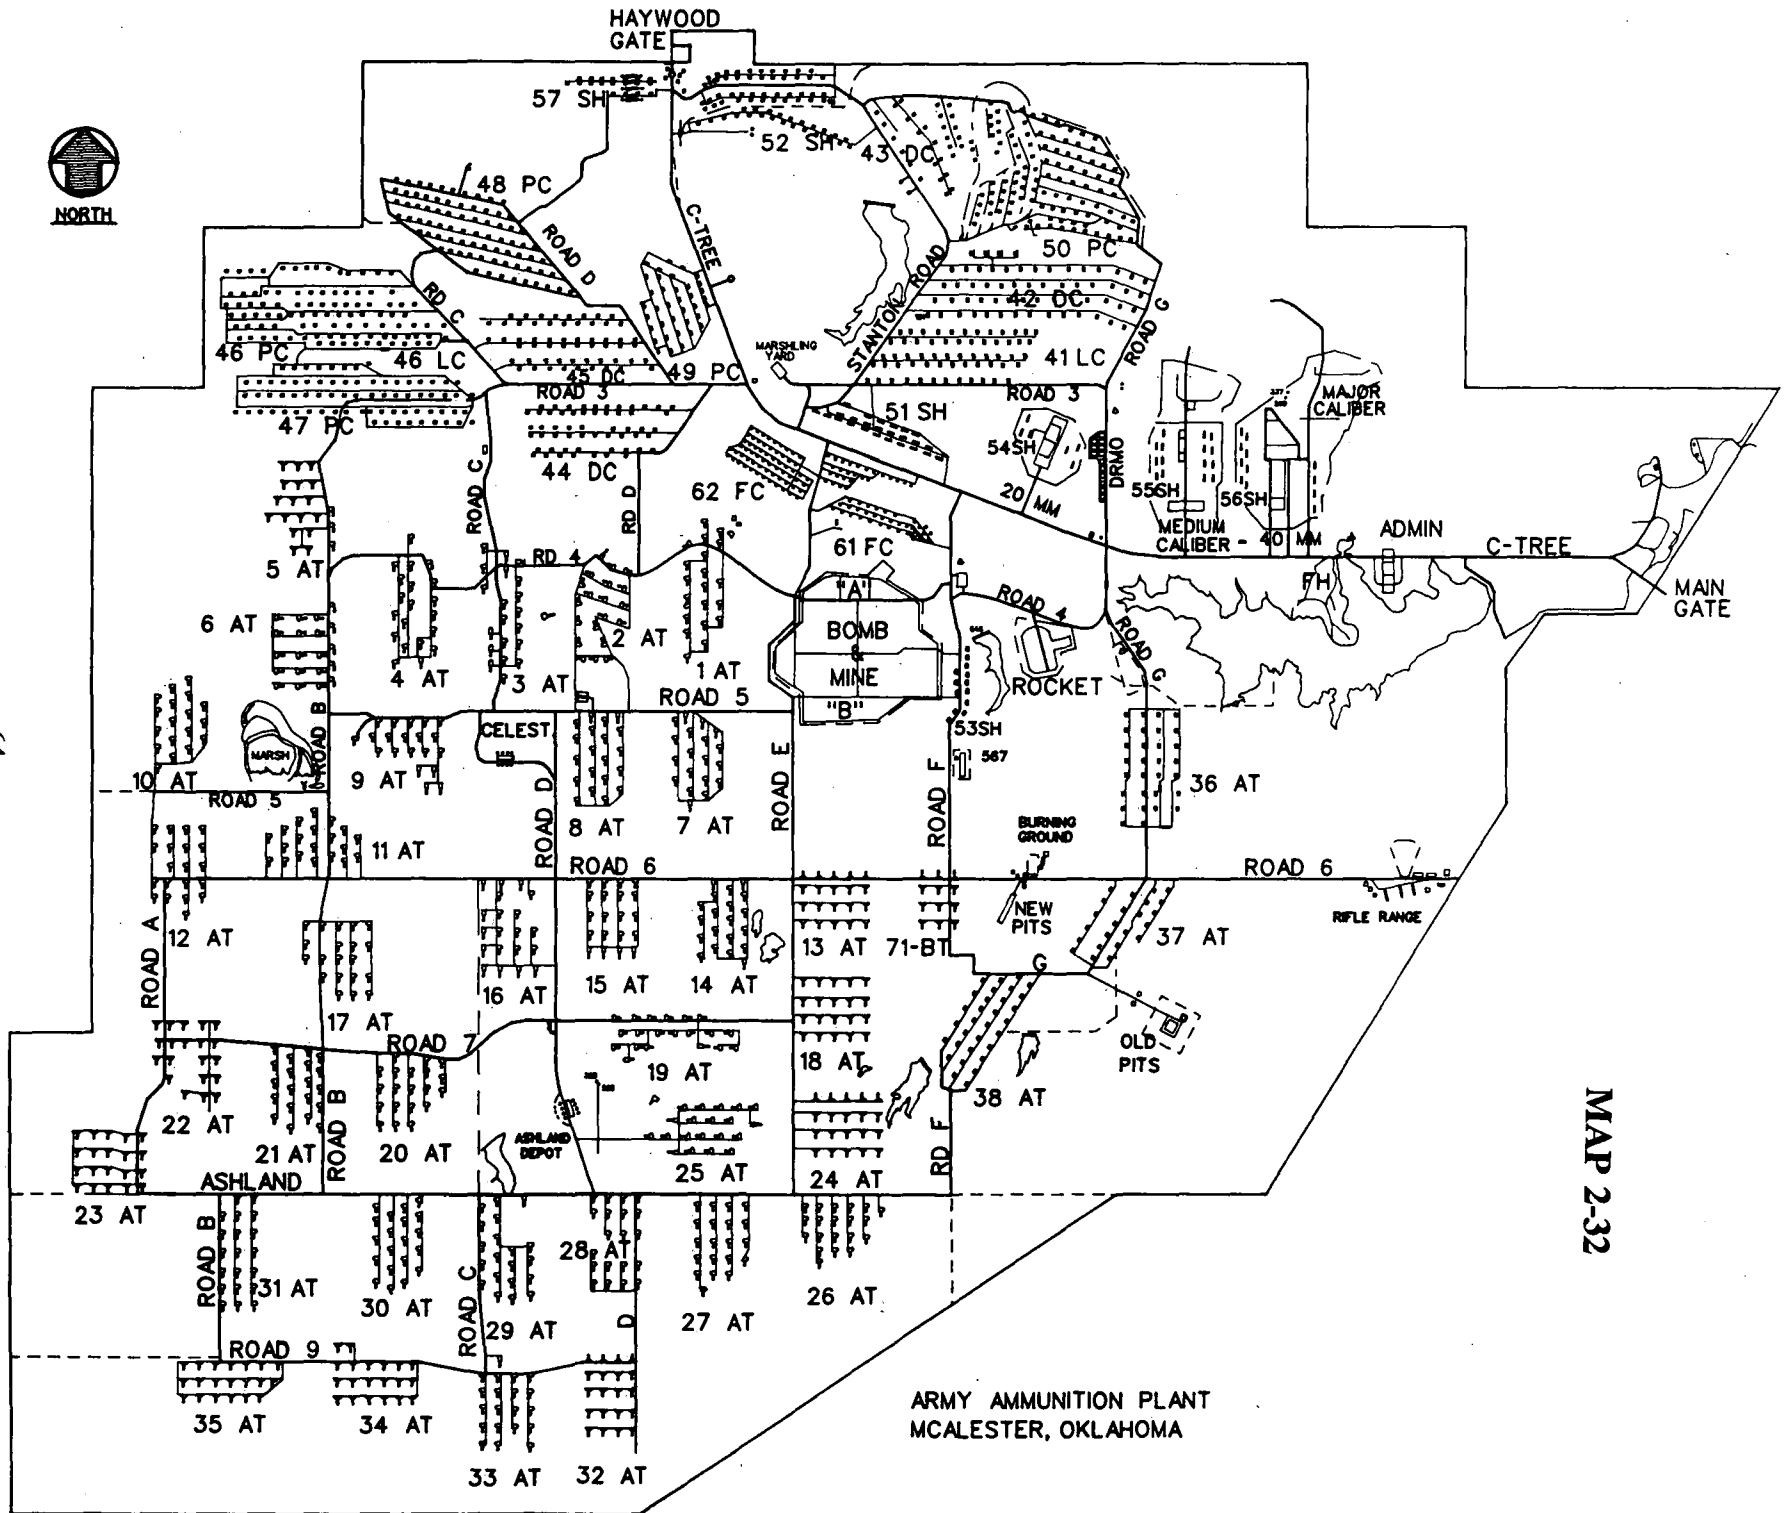 HAYWOOD
GATE
57 SH
52 SH
43 DC
NORTH
48 PC
C-TREE
ROAD D
50 PC
STANTON ROAD
RD C
42 DC
ROAD G
46 PC
46 LC
MARSHLING
YARD
41 LC
45 DC
49 PC
ROAD 3
ROAD 3
MAJOR
CALIBER
47 PC
51 SH
54SH
DRMO
44 DC
ROAD C
62 FC
RD D
20 MM
55SH
56SH
MEDIUM
CALIBER - 40 MM
ADMIN
C-TREE
61 FC
5 AT
RD 4
"A"
FH
MAIN
GATE
ROAD 4
6 AT
BOMB
&
MINE
"B"
2 AT
1 AT
4 AT
3 AT
ROAD G
ROCKET
ROAD 5
CELEST
53SH
ROAD B
MARSH
567
10 AT
ROAD 5
9 AT
ROAD D
ROAD E
ROAD F
36 AT
8 AT
7 AT
BURNING
GROUND
11 AT
ROAD 6
ROAD 6
RIFLE RANGE
NEW
PITS
12 AT
13 AT
71-BT
37 AT
ROAD A
G
16 AT
15 AT
14 AT
17 AT
ROAD 7
OLD
PITS
18 AT
19 AT
38 AT
22 AT
ROAD B
21 AT
20 AT
ASHLAND
DEPOT
RD F
25 AT
24 AT
ASHLAND
23 AT
28 AT
ROAD B
31 AT
30 AT
ROAD C
29 AT
27 AT
26 AT
D
ROAD 9
35 AT
34 AT
33 AT
32 AT
ARMY AMMUNITION PLANT
MCALESTER, OKLAHOMA
MAP 2-32